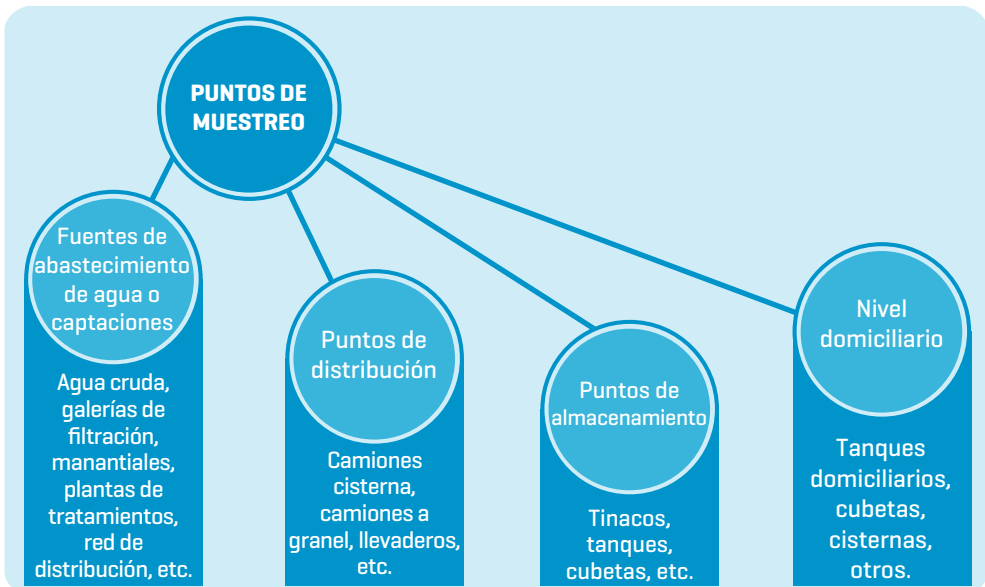 PUNTOS DE
MUESTREO
Fuentes de
abastecimiento
de agua o
captaciones
Agua cruda,
galerías de
filtración,
manantiales,
plantas de
tratamientos,
red de
distribución, etc.
Puntos de
distribución
Camiones
cisterna,
camiones a
granel, llevaderos,
etc.
Puntos de
almacenamiento
Tinacos,
tanques,
cubetas, etc.
Nivel
domiciliario
Tanques
domiciliarios,
cubetas,
cisternas,
otros.